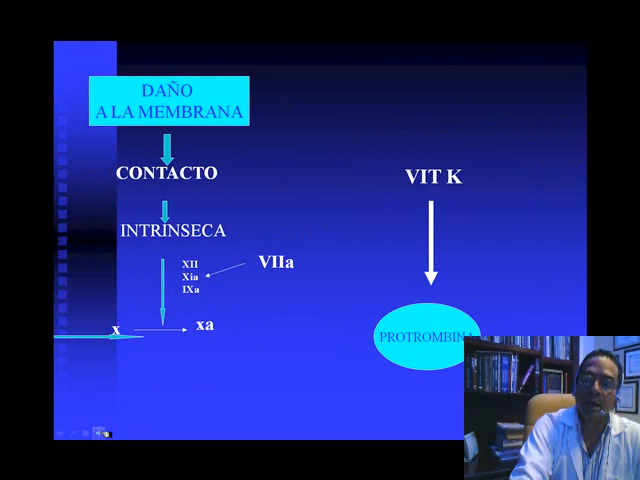 DAÑO
A LA MEMBRANA
CONTACTO
INTRINSECA
XII
Xia
IXa
VIIa
x
xa
VIT K
PROTROMBINA